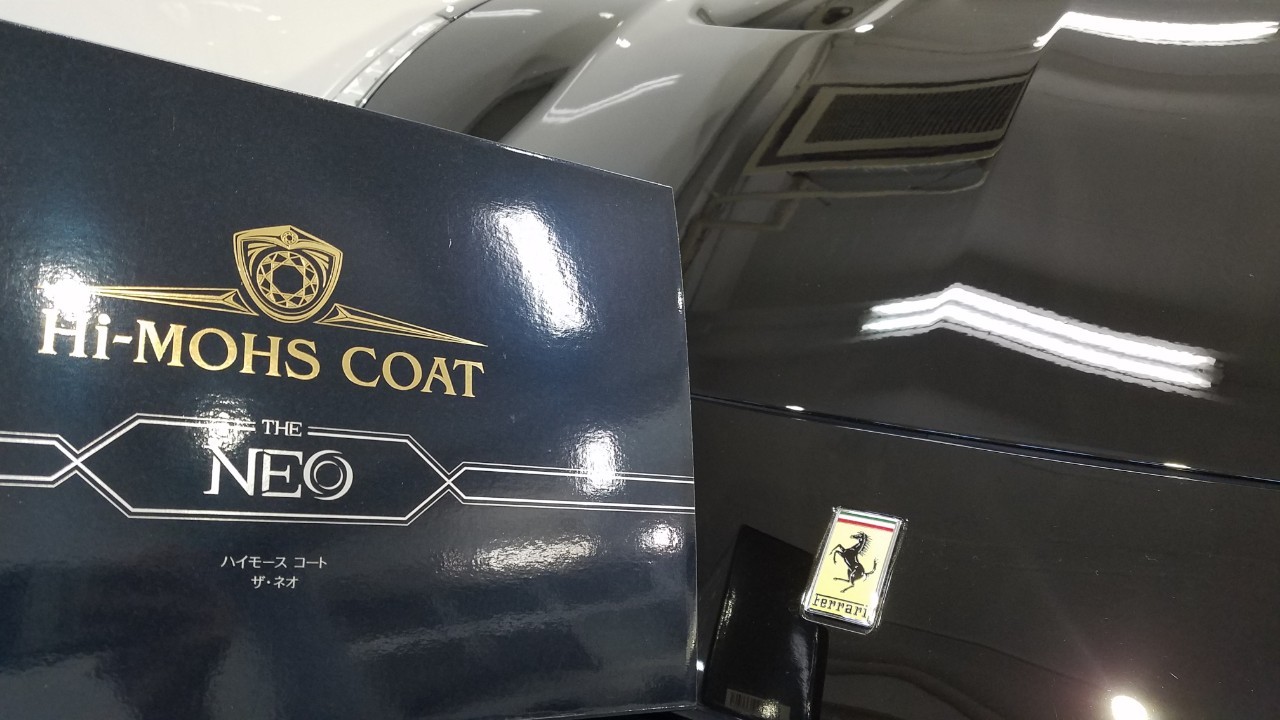 Hi-MOHS COAT
THE
NEO
ハイモース コート
ザ・ネオ
Ferrari